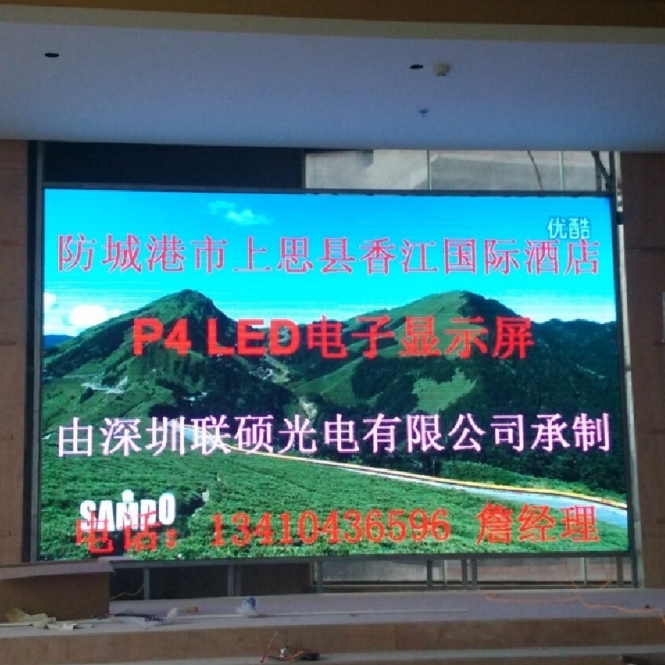 优酷
防城港市上思县香江国际酒店
P4 LED电子显示屏
由深圳联硕光电有限公司承制
SAMPO
电话：13410436596 詹经理